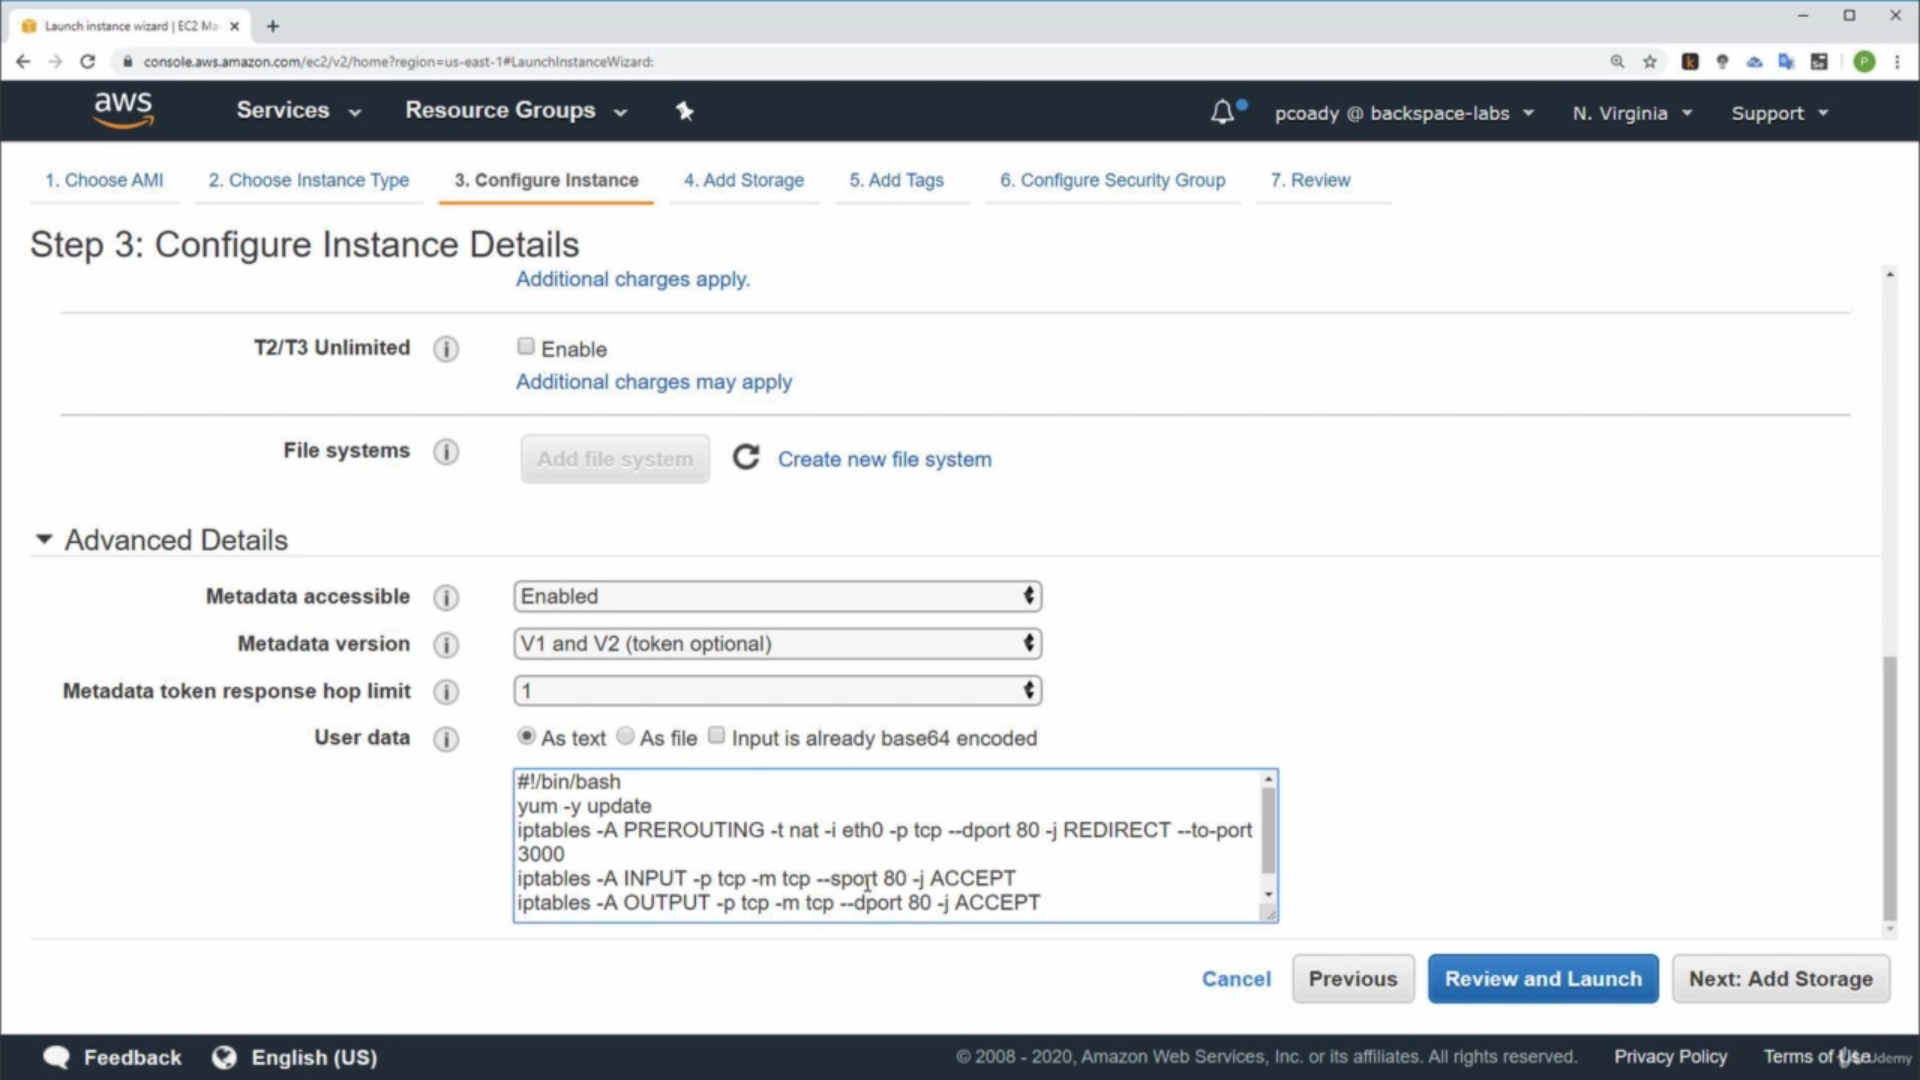 Launch instance wizard | EC2 Ma
console.aws.amazon.com/ec2/v2/home?region=us-east-1#LaunchInstanceWizard:
aws Services Resource Groups pcoady @ backspace-labs N. Virginia Support
1. Choose AMI 2. Choose Instance Type 3. Configure Instance 4. Add Storage 5. Add Tags 6. Configure Security Group 7. Review
Step 3: Configure Instance Details
Additional charges apply.
T2/T3 Unlimited Enable
Additional charges may apply
File systems Add file system Create new file system
Advanced Details
Metadata accessible Enabled
Metadata version V1 and V2 (token optional)
Metadata token response hop limit 1
User data As text As file Input is already base64 encoded
#!/bin/bash
yum -y update
iptables -A PREROUTING -t nat -i eth0 -p tcp --dport 80 -j REDIRECT --to-port
3000
iptables -A INPUT -p tcp -m tcp --sport 80 -j ACCEPT
iptables -A OUTPUT -p tcp -m tcp --dport 80 -j ACCEPT
Cancel Previous Review and Launch Next: Add Storage
Feedback English (US) © 2008 - 2020, Amazon Web Services, Inc. or its affiliates. All rights reserved. Privacy Policy Terms of Use